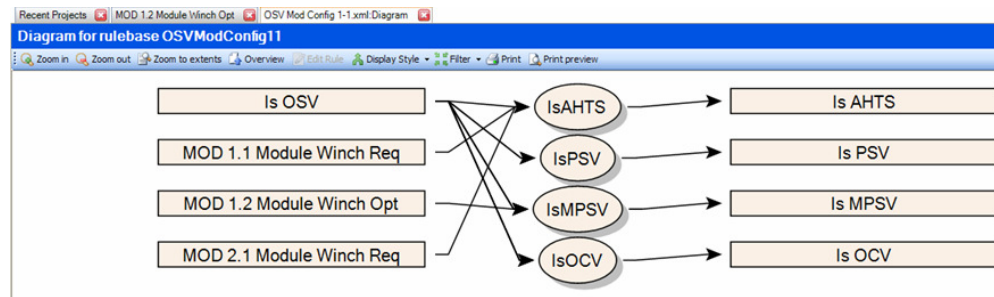 Recent Projects MOD 1.2 Module Winch Opt OSV Mod Config 1-1.xml:Diagram
Diagram for rulebase OSVModConfig11
Zoom in Zoom out Zoom to extents Overview Edit Rule Display Style Filter Print Print preview
Is OSV IsAHTS Is AHTS
MOD 1.1 Module Winch Req IsPSV Is PSV
MOD 1.2 Module Winch Opt IsMPSV Is MPSV
MOD 2.1 Module Winch Req IsOCV Is OCV